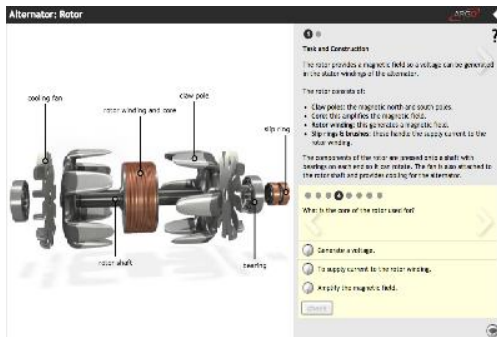 Alternator: Rotor
ARGO
?
cooling fan
rotor winding and core
claw pole
slip ring
rotor shaft
bearing
Task and Construction
The rotor provides a magnetic field so a voltage can be generated
in the stator windings of the alternator.
The rotor consists of:
• Claw poles: the magnetic north and south poles.
• Core: this amplifies the magnetic field.
• Rotor winding: this generates a magnetic field.
• Slip rings & brushes: these handle the supply current to the
rotor winding.
The components of the rotor are pressed onto a shaft with
bearings on each end so it can rotate. The fan is also attached to
the rotor shaft and provides cooling for the alternator.
4
What is the core of the rotor used for?
Generate a voltage.
To supply current to the rotor winding.
Amplify the magnetic field.
check